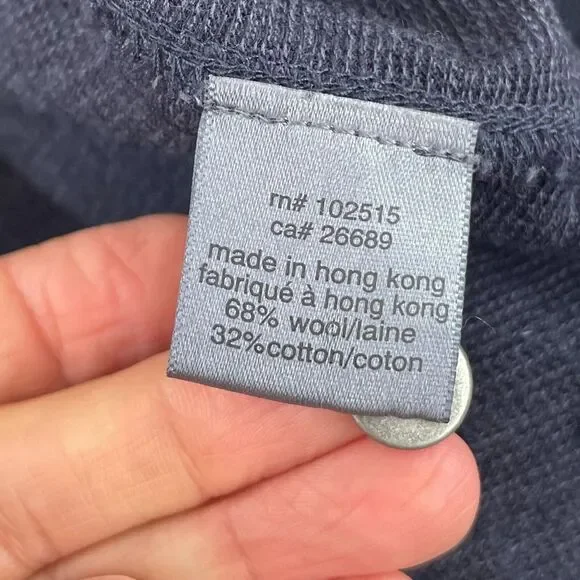 rn# 102515
ca# 26689
made in hong kong
fabriqué à hong kong
68% wool/laine
32%cotton/coton